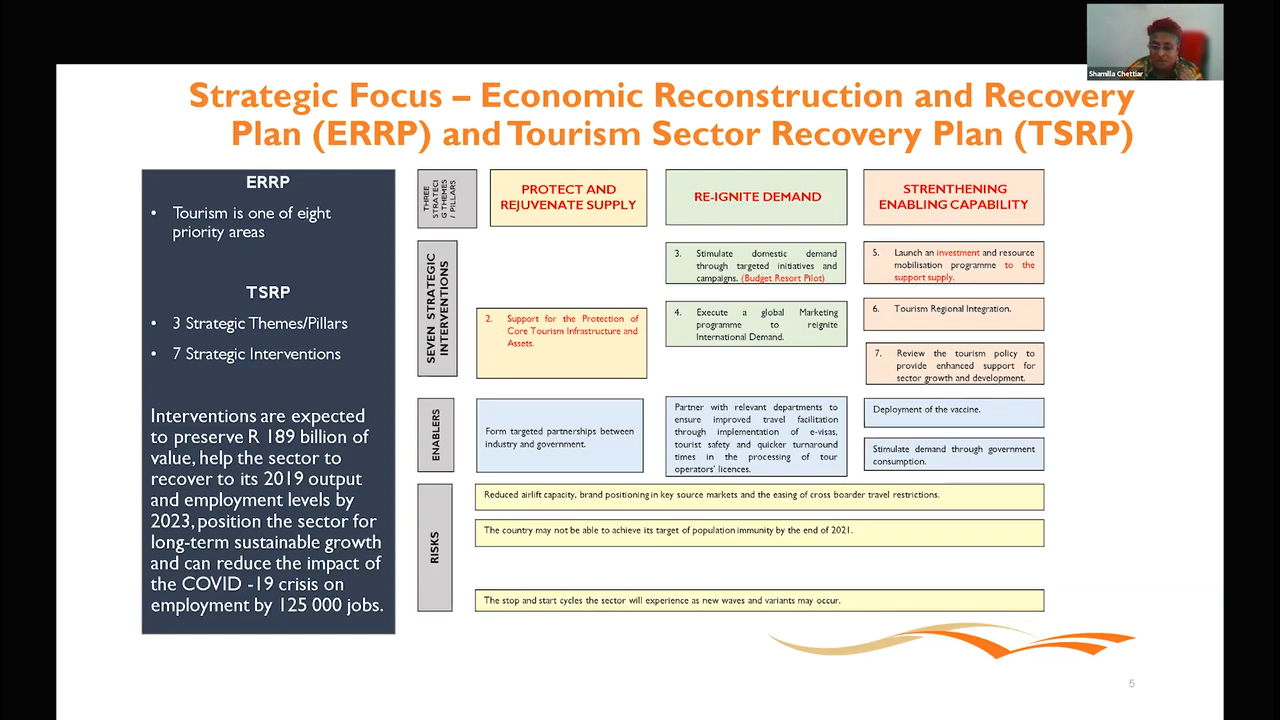 Shamilla Chettiar
Strategic Focus – Economic Reconstruction and Recovery
Plan (ERRP) and Tourism Sector Recovery Plan (TSRP)
ERRP
• Tourism is one of eight
priority areas
TSRP
• 3 Strategic Themes/Pillars
• 7 Strategic Interventions
Interventions are expected
to preserve R 189 billion of
value, help the sector to
recover to its 2019 output
and employment levels by
2023, position the sector for
long-term sustainable growth
and can reduce the impact of
the COVID -19 crisis on
employment by 125 000 jobs.
THREE
STRATECI
G THEMES
/ PILLARS
PROTECT AND
REJUVENATE SUPPLY
RE-IGNITE DEMAND
STRENTHENING
ENABLING CAPABILITY
SEVEN STRATEGIC
INTERVENTIONS
2. Support for the Protection of
Core Tourism Infrastructure and
Assets.
3. Stimulate domestic demand
through targeted initiatives and
campaigns. (Budget Resort Pilot)
4. Execute a global Marketing
programme to reignite
International Demand.
5. Launch an investment and resource
mobilisation programme to the
support supply.
6. Tourism Regional Integration.
7. Review the tourism policy to
provide enhanced support for
sector growth and development.
ENABLERS
Form targeted partnerships between
industry and government.
Partner with relevant departments to
ensure improved travel facilitation
through implementation of e-visas,
tourist safety and quicker turnaround
times in the processing of tour
operators' licences.
Deployment of the vaccine.
Stimulate demand through government
consumption.
RISKS
Reduced airlift capacity, brand positioning in key source markets and the easing of cross boarder travel restrictions.
The country may not be able to achieve its target of population immunity by the end of 2021.
The stop and start cycles the sector will experience as new waves and variants may occur.
5